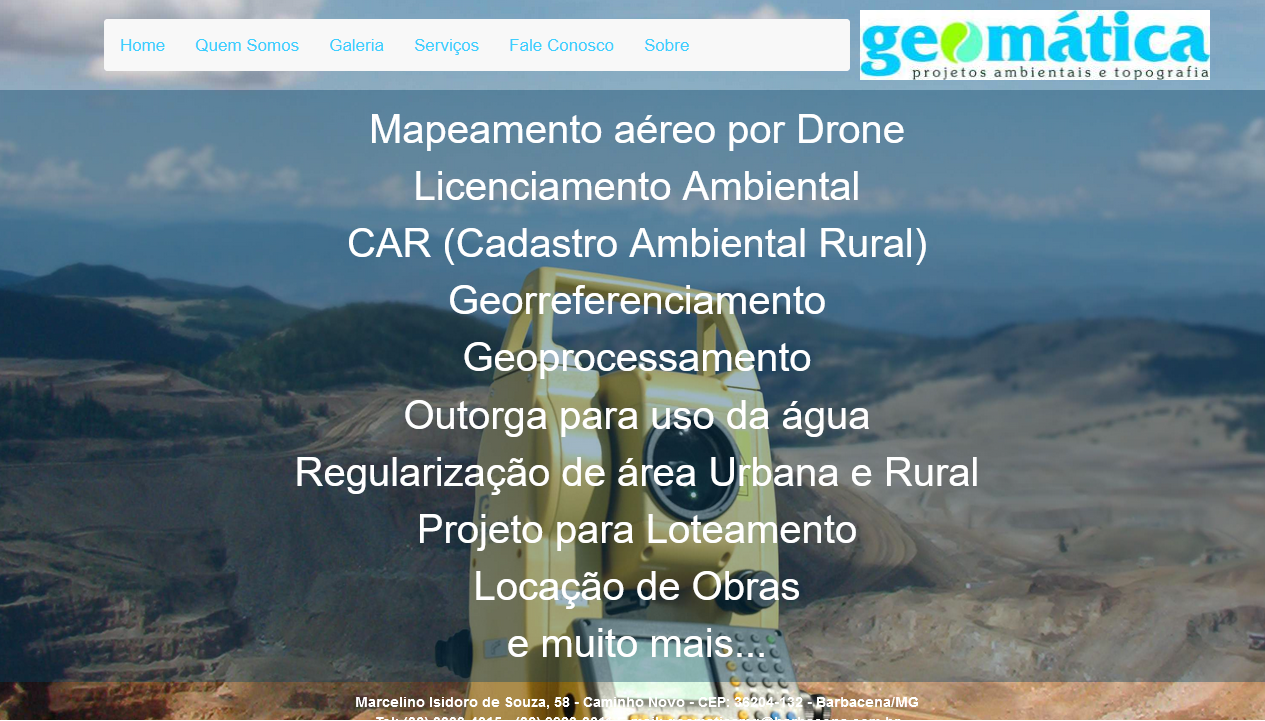 Home Quem Somos Galeria Serviços Fale Conosco Sobre
geomática
projetos ambientais e topografia
Mapeamento aéreo por Drone
Licenciamento Ambiental
CAR (Cadastro Ambiental Rural)
Georreferenciamento
Geoprocessamento
Outorga para uso da água
Regularização de área Urbana e Rural
Projeto para Loteamento
Locação de Obras
e muito mais...
Marcelino Isidoro de Souza, 58 - Caminho Novo - CEP: 36204-132 - Barbacena/MG